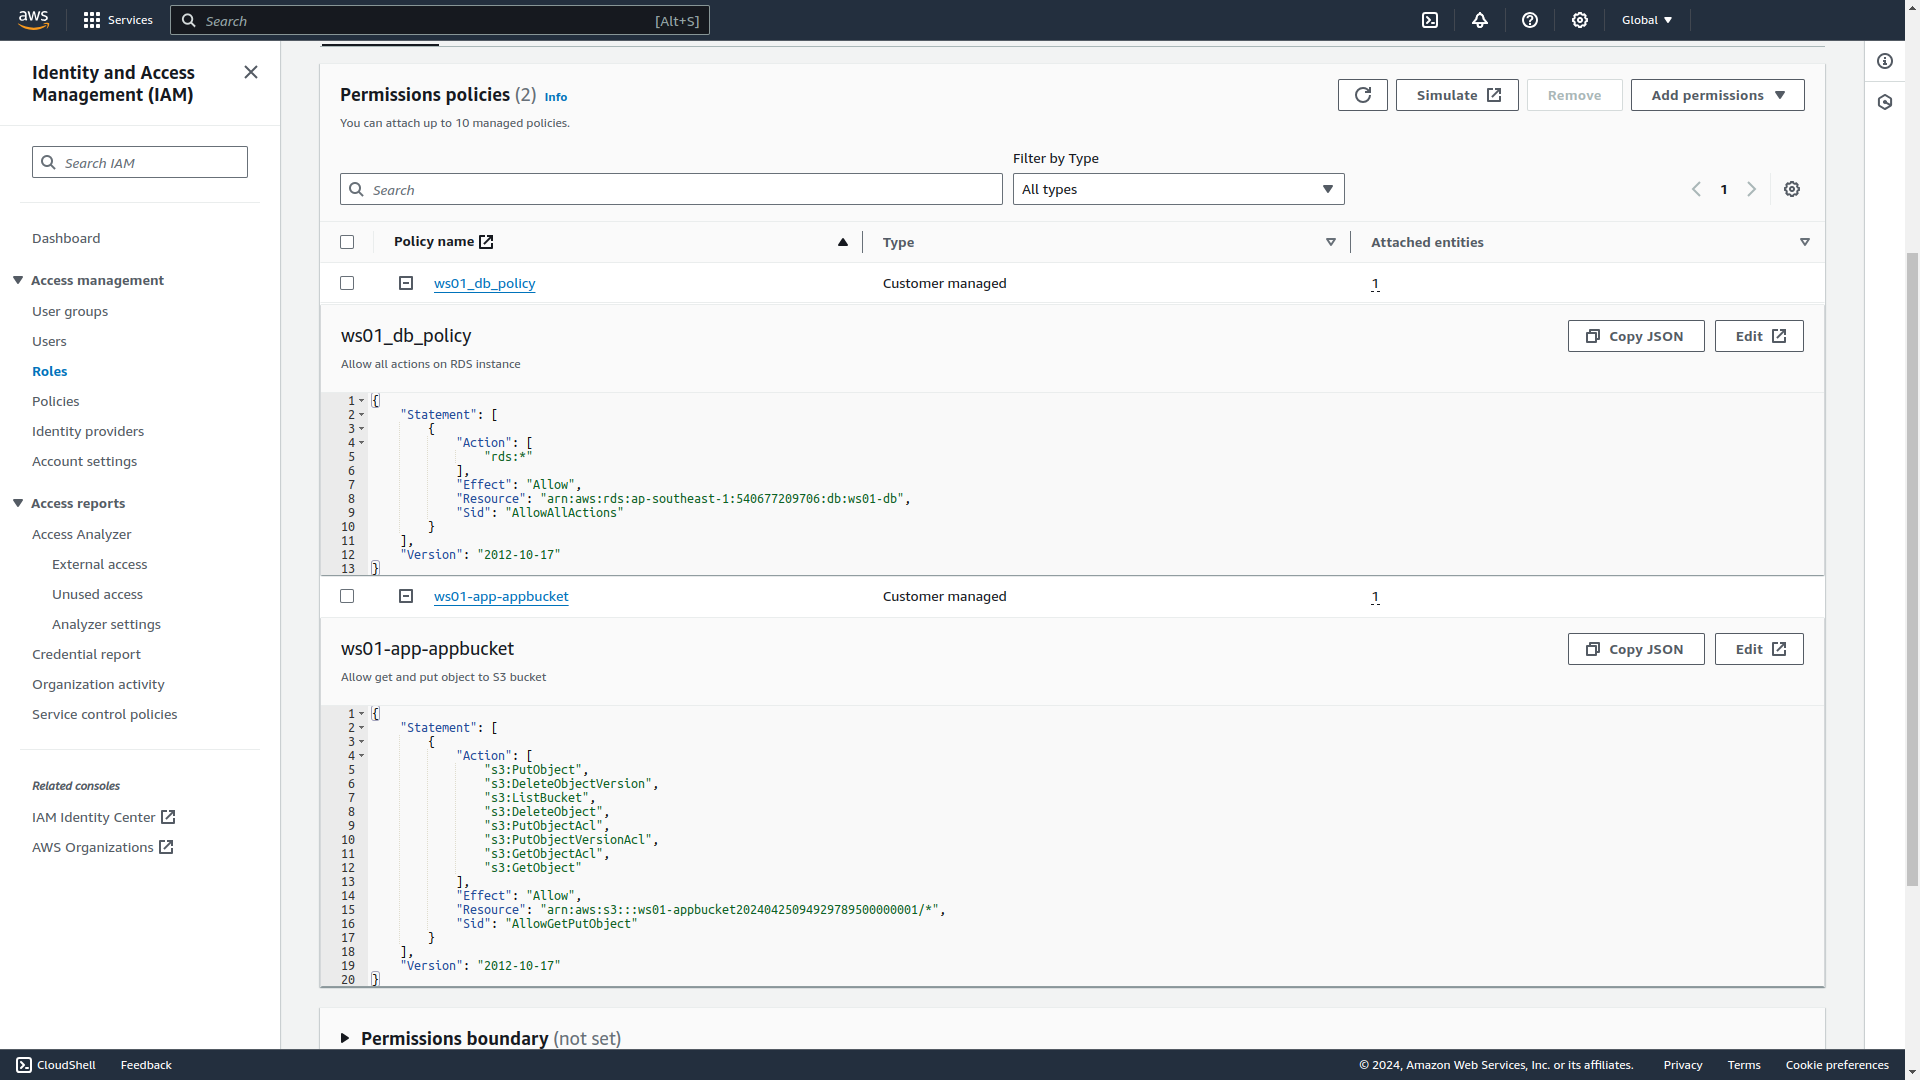 aws
Services
Search
[Alt+S]
Global
Identity and Access
Management (IAM)
Search IAM
Dashboard
Access management
User groups
Users
Roles
Policies
Identity providers
Account settings
Access reports
Access Analyzer
External access
Unused access
Analyzer settings
Credential report
Organization activity
Service control policies
Related consoles
IAM Identity Center
AWS Organizations
Permissions policies (2) Info
You can attach up to 10 managed policies.
Simulate
Remove
Add permissions
Filter by Type
Search
All types
1
Policy name
Type
Attached entities
ws01_db_policy
Customer managed
1
ws01_db_policy
Allow all actions on RDS instance
Copy JSON
Edit
1 {
2 "Statement": [
3 {
4 "Action": [
5 "rds:*"
6 ],
7 "Effect": "Allow",
8 "Resource": "arn:aws:rds:ap-southeast-1:540677209706:db:ws01-db",
9 "Sid": "AllowAllActions"
10 }
11 ],
12 "Version": "2012-10-17"
13 }
ws01-app-appbucket
Customer managed
1
ws01-app-appbucket
Allow get and put object to S3 bucket
Copy JSON
Edit
1 {
2 "Statement": [
3 {
4 "Action": [
5 "s3:PutObject",
6 "s3:DeleteObjectVersion",
7 "s3:ListBucket",
8 "s3:DeleteObject",
9 "s3:PutObjectAcl",
10 "s3:PutObjectVersionAcl",
11 "s3:GetObjectAcl",
12 "s3:GetObject"
13 ],
14 "Effect": "Allow",
15 "Resource": "arn:aws:s3:::ws01-appbucket20240425094929789500000001/*",
16 "Sid": "AllowGetPutObject"
17 }
18 ],
19 "Version": "2012-10-17"
20 }
Permissions boundary (not set)
CloudShell
Feedback
© 2024, Amazon Web Services, Inc. or its affiliates.
Privacy
Terms
Cookie preferences